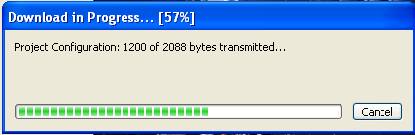 Download in Progress... [57%]
Project Configuration: 1200 of 2088 bytes transmitted...
Cancel